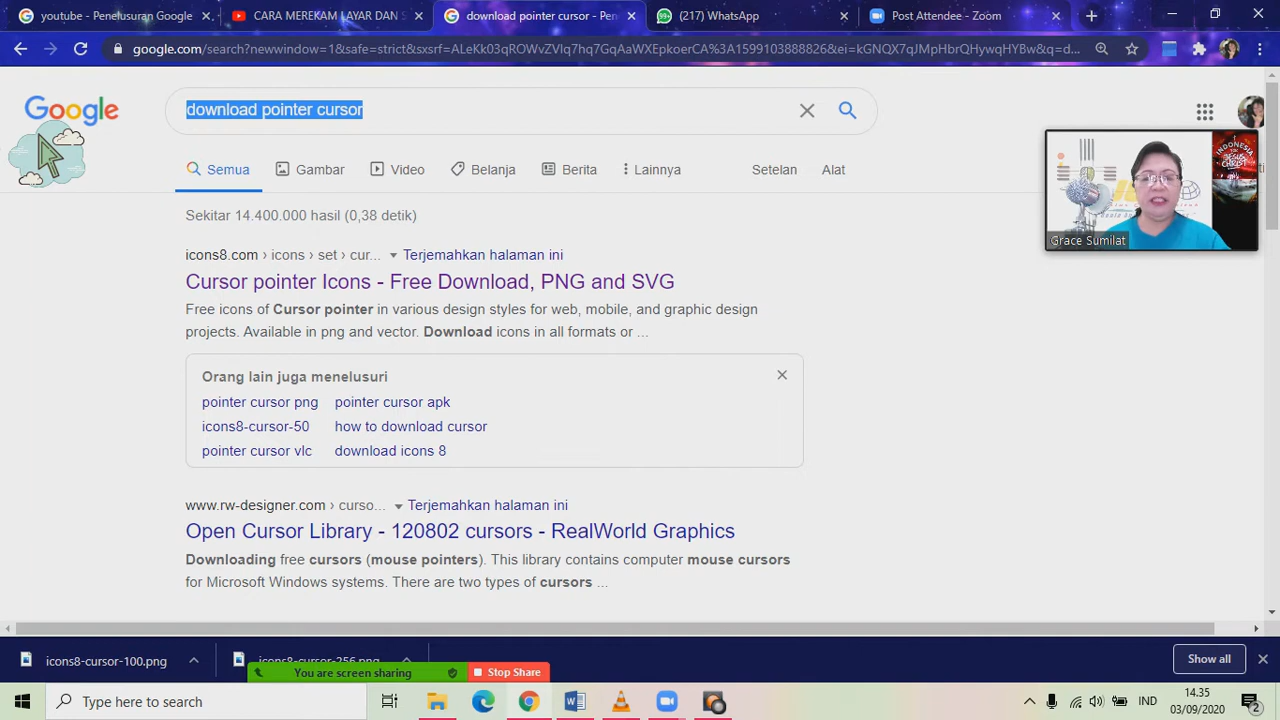 youtube - Penelusuran Google
CARA MEREKAM LAYAR DAN S
download pointer cursor - Pen
(217) WhatsApp
Post Attendee - Zoom
google.com/search?newwindow=1&safe=strict&sxsrf=ALeKk03qROWvZVlq7hq7GqAaWXEpkoerCA%3A1599103888826&ei=kGNQX7qJMpHbrQHywqHYBw&q=d...
Google
download pointer cursor
Semua
Gambar
Video
Belanja
Berita
Lainnya
Setelan
Alat
Grace Sumilat
Sekitar 14.400.000 hasil (0,38 detik)
icons8.com › icons › set › cur...
Terjemahkan halaman ini
Cursor pointer Icons - Free Download, PNG and SVG
Free icons of Cursor pointer in various design styles for web, mobile, and graphic design
projects. Available in png and vector. Download icons in all formats or ...
Orang lain juga menelusuri
pointer cursor png
pointer cursor apk
icons8-cursor-50
how to download cursor
pointer cursor vlc
download icons 8
www.rw-designer.com › curso...
Terjemahkan halaman ini
Open Cursor Library - 120802 cursors - RealWorld Graphics
Downloading free cursors (mouse pointers). This library contains computer mouse cursors
for Microsoft Windows systems. There are two types of cursors ...
icons8-cursor-100.png
icons8-cursor-256.png
Show all
You are screen sharing
Stop Share
Type here to search
IND
14.35
03/09/2020
2